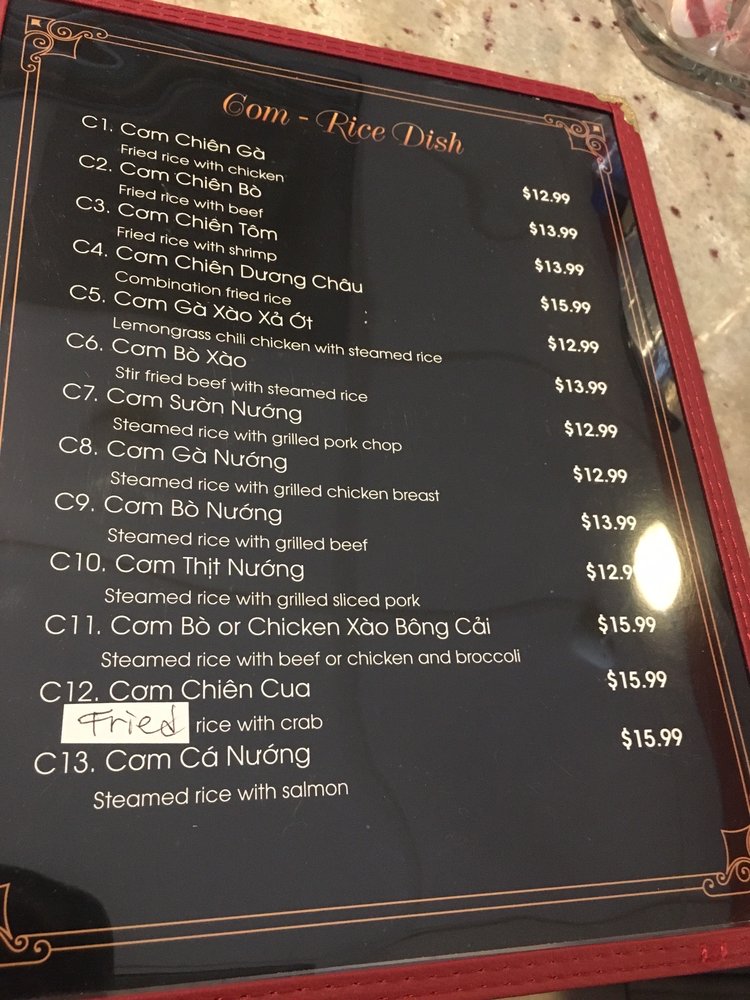 Com - Rice Dish
C1. Cơm Chiên Gà $12.99
Fried rice with chicken
C2. Cơm Chiên Bò $13.99
Fried rice with beef
C3. Cơm Chiên Tôm $13.99
Fried rice with shrimp
C4. Cơm Chiên Dương Châu $15.99
Combination fried rice
C5. Cơm Gà Xào Xả Ớt : $12.99
Lemongrass chili chicken with steamed rice
C6. Cơm Bò Xào $13.99
Stir fried beef with steamed rice
C7. Cơm Sườn Nướng $12.99
Steamed rice with grilled pork chop
C8. Cơm Gà Nướng $12.99
Steamed rice with grilled chicken breast
C9. Cơm Bò Nướng $13.99
Steamed rice with grilled beef
C10. Cơm Thịt Nướng $12.9
Steamed rice with grilled sliced pork
C11. Cơm Bò or Chicken Xào Bông Cải $15.99
Steamed rice with beef or chicken and broccoli
C12. Cơm Chiên Cua $15.99
Fried rice with crab
C13. Cơm Cá Nướng $15.99
Steamed rice with salmon